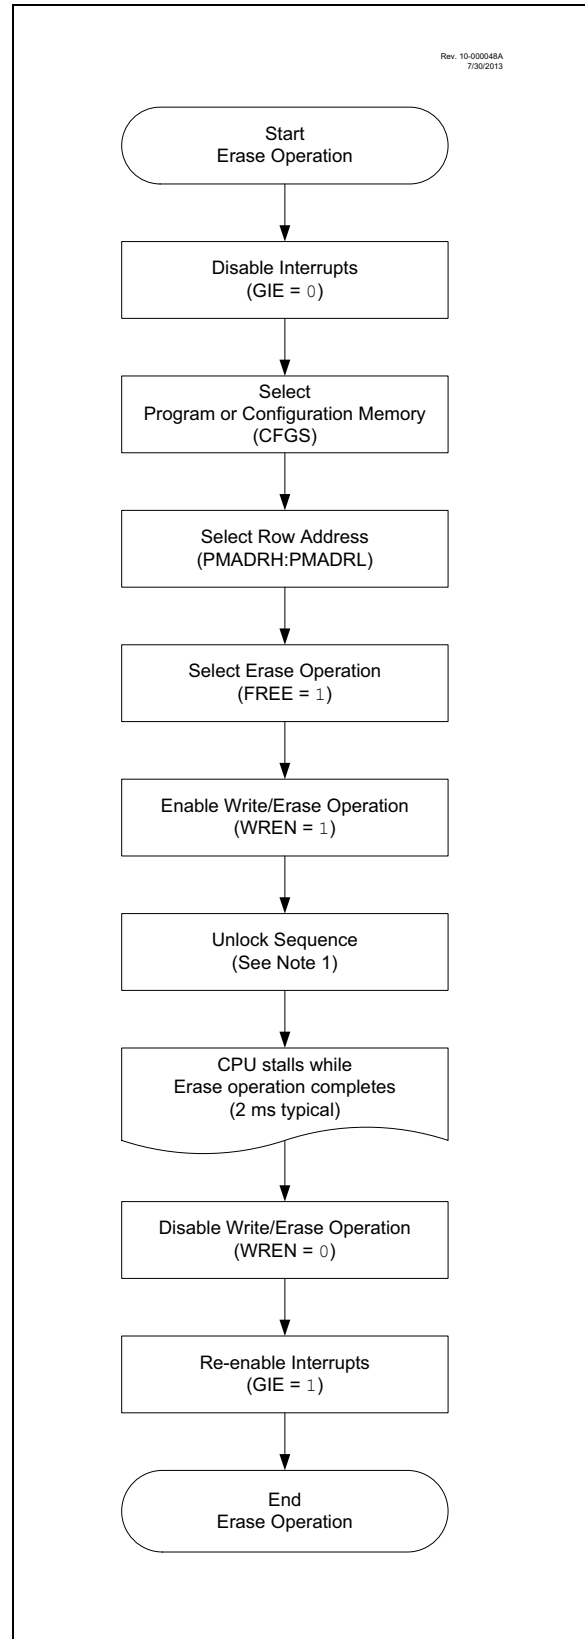 Rev. 10-000048A
7/30/2013
Start
Erase Operation
Disable Interrupts
(GIE = 0)
Select
Program or Configuration Memory
(CFGS)
Select Row Address
(PMADRH:PMADRL)
Select Erase Operation
(FREE = 1)
Enable Write/Erase Operation
(WREN = 1)
Unlock Sequence
(See Note 1)
CPU stalls while
Erase operation completes
(2 ms typical)
Disable Write/Erase Operation
(WREN = 0)
Re-enable Interrupts
(GIE = 1)
End
Erase Operation